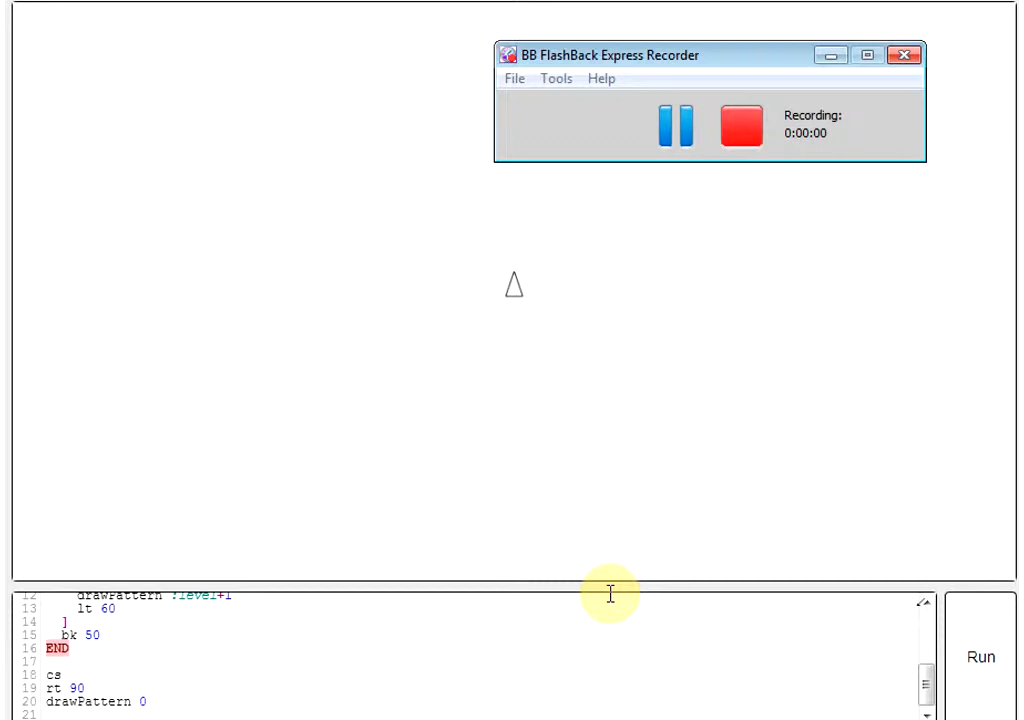 BB FlashBack Express Recorder
File Tools Help
Recording:
0:00:00
12 drawPattern :level+1
13 lt 60
14 ]
15 bk 50
16 END
17
18 cs
19 rt 90
20 drawPattern 0
21
Run